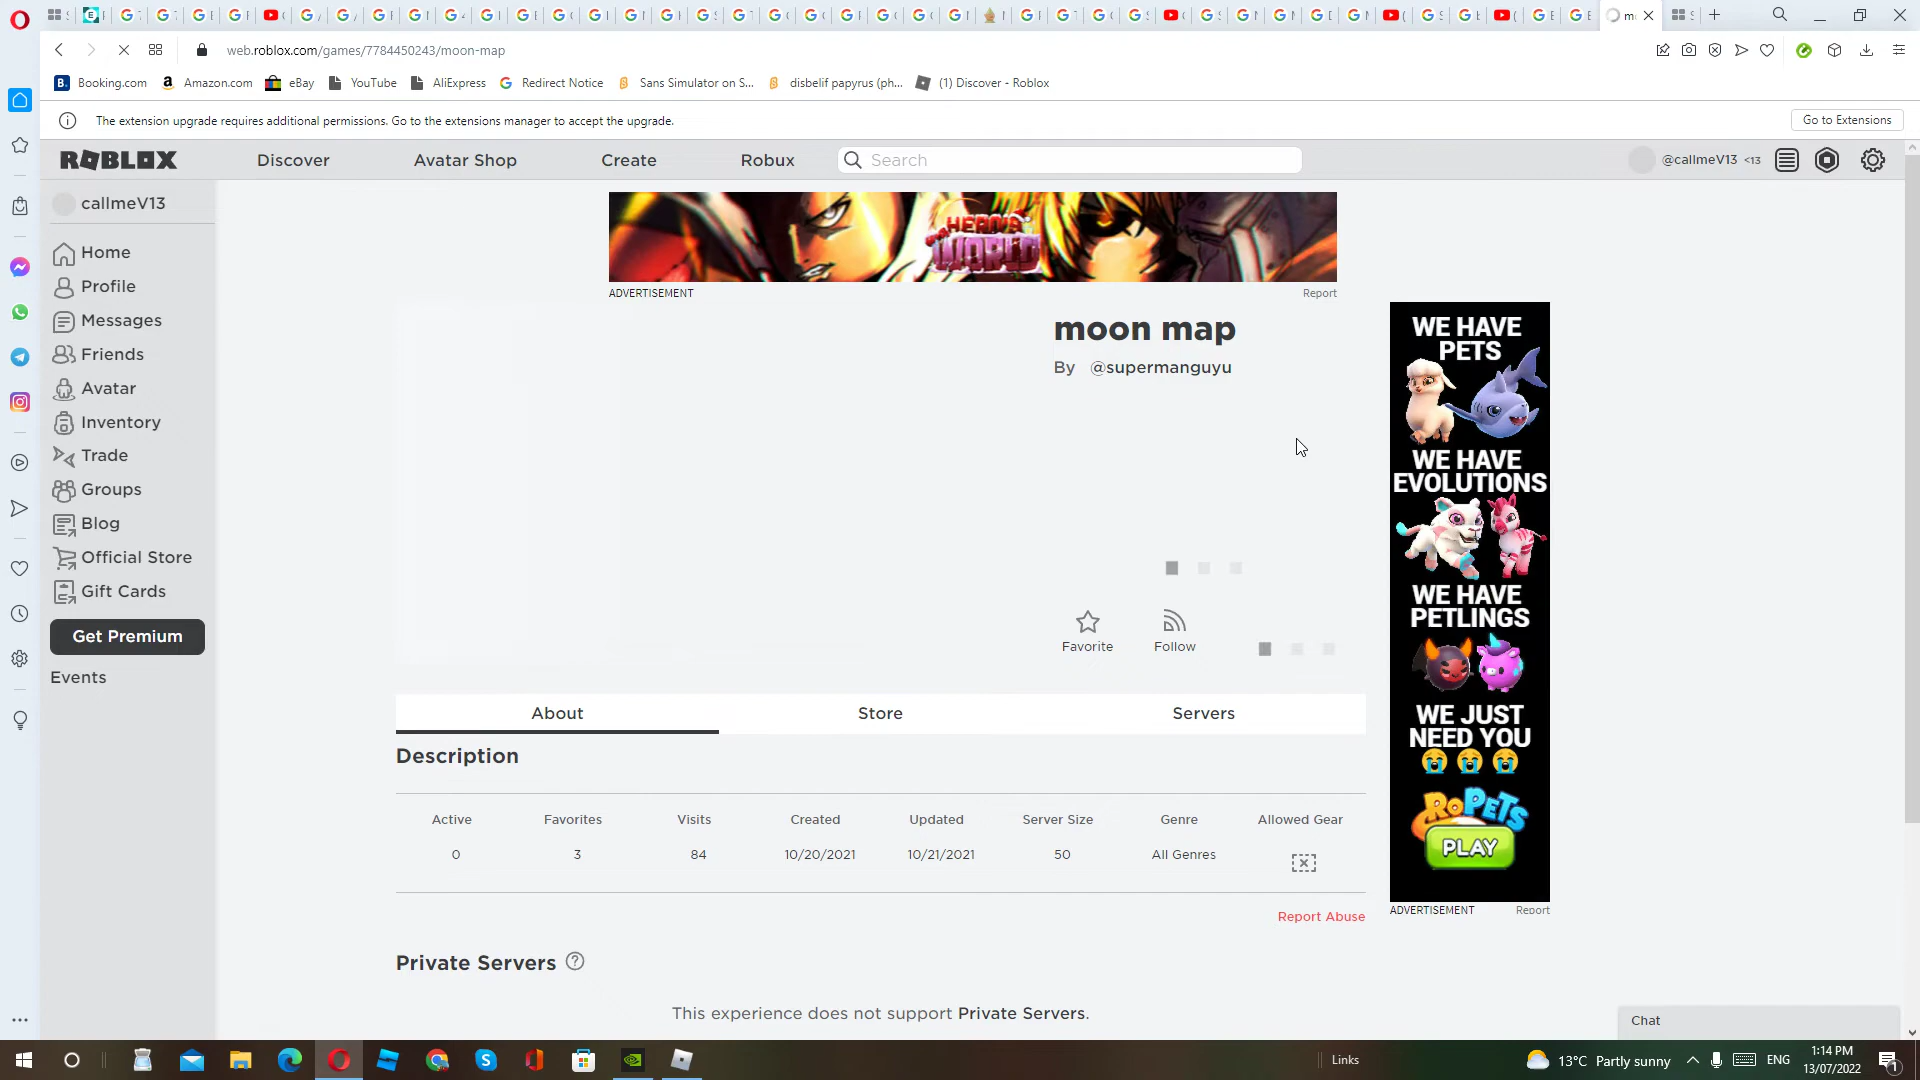 web.roblox.com/games/7784450243/moon-map
Booking.com
Amazon.com
eBay
YouTube
AliExpress
Redirect Notice
Sans Simulator on S...
disbelif papyrus (ph...
(1) Discover - Roblox
The extension upgrade requires additional permissions. Go to the extensions manager to accept the upgrade.
Go to Extensions
ROBLOX
Discover
Avatar Shop
Create
Robux
Search
@callmeV13 <13
callmeV13
Home
Profile
Messages
Friends
Avatar
Inventory
Trade
Groups
Blog
Official Store
Gift Cards
Get Premium
Events
HERO'S
WORLD
ADVERTISEMENT
Report
moon map
By @supermanguyu
Favorite
Follow
About
Store
Servers
Description
Active
Favorites
Visits
Created
Updated
Server Size
Genre
Allowed Gear
0
3
84
10/20/2021
10/21/2021
50
All Genres
Report Abuse
Private Servers
This experience does not support Private Servers.
WE HAVE
PETS
WE HAVE
EVOLUTIONS
WE HAVE
PETLINGS
WE JUST
NEED YOU
ROPETS
PLAY
ADVERTISEMENT
Report
Chat
Links
13°C Partly sunny
ENG
1:14 PM
13/07/2022
1